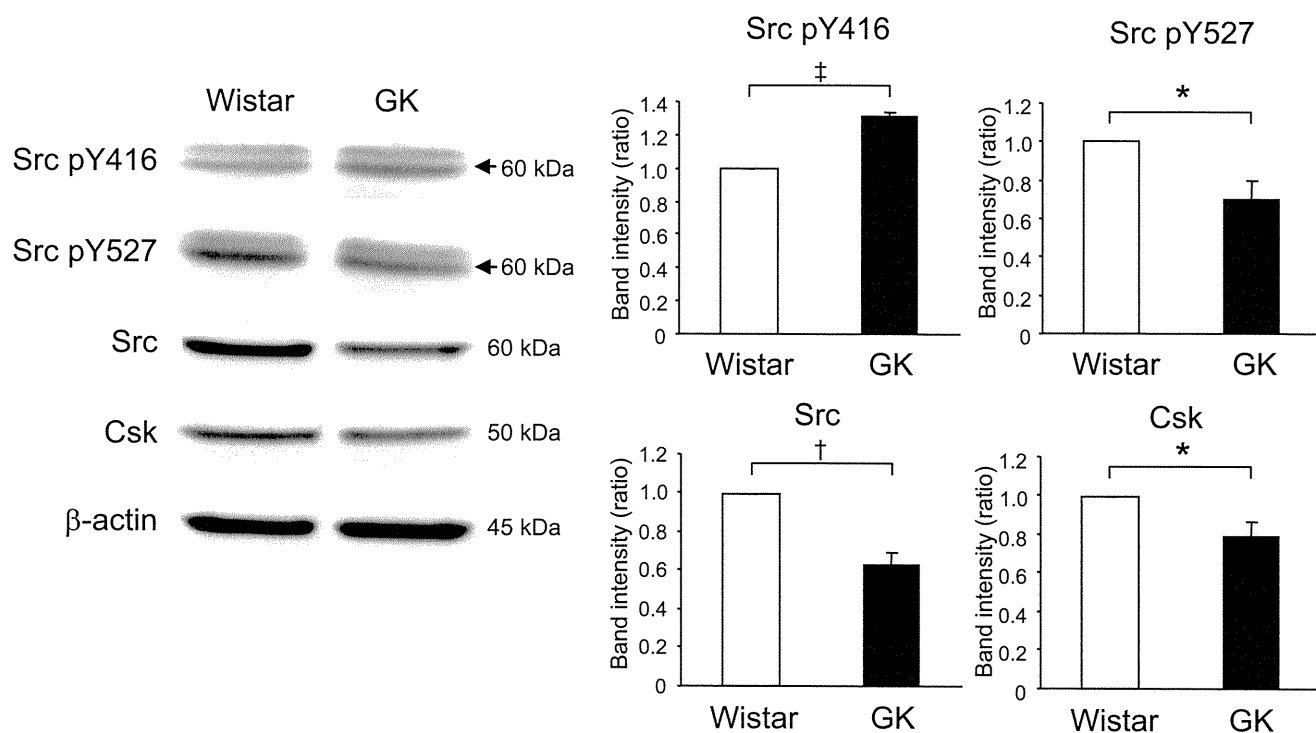 Wistar GK
Src pY416
60 kDa
Src pY527
60 kDa
Src
60 kDa
Csk
50 kDa
β-actin
45 kDa
Src pY416
‡
Band intensity (ratio)
1.4
1.2
1.0
0.8
0.6
0.4
0.2
0
Wistar GK
Src pY527
*
Band intensity (ratio)
1.2
1.0
0.8
0.6
0.4
0.2
0
Wistar GK
Src
†
Band intensity (ratio)
1.2
1.0
0.8
0.6
0.4
0.2
0
Wistar GK
Csk
*
Band intensity (ratio)
1.2
1.0
0.8
0.6
0.4
0.2
0
Wistar GK